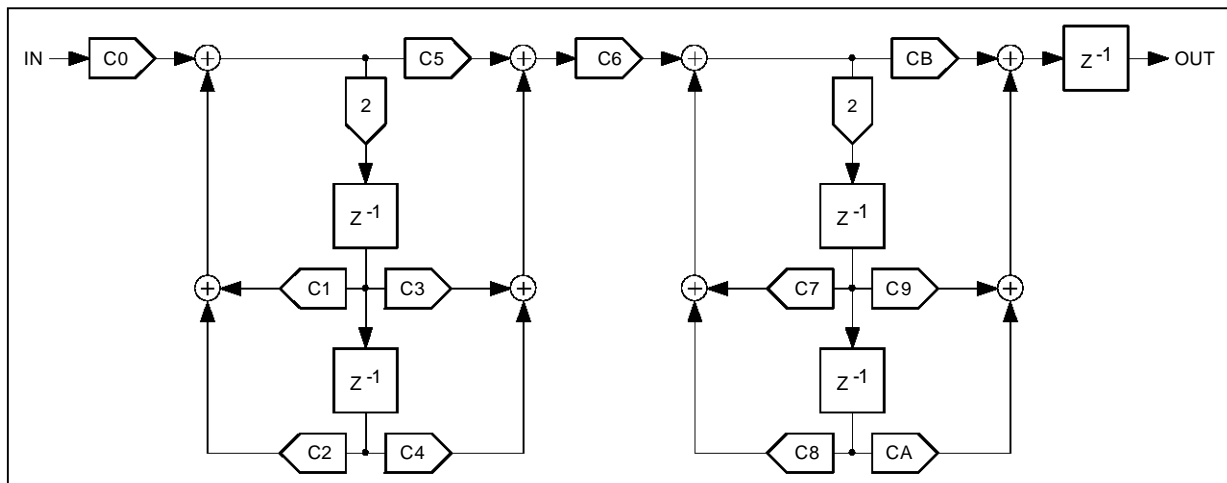 IN C0 C5 C6 CB Z-1 OUT
2 2
Z-1 Z-1
C1 C3 C7 C9
Z-1 Z-1
C2 C4 C8 CA